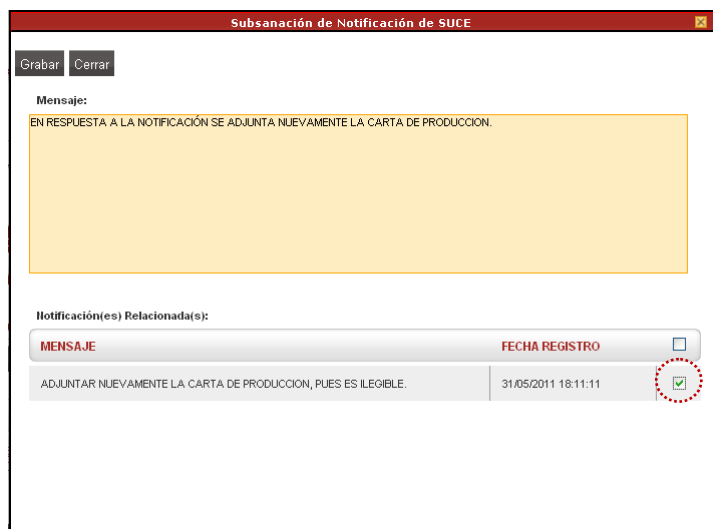 Subsanación de Notificación de SUCE
Grabar Cerrar
Mensaje:
EN RESPUESTA A LA NOTIFICACIÓN SE ADJUNTA NUEVAMENTE LA CARTA DE PRODUCCION.
Notificación(es) Relacionada(s):
MENSAJE FECHA REGISTRO
ADJUNTAR NUEVAMENTE LA CARTA DE PRODUCCION, PUES ES ILEGIBLE. 31/05/2011 18:11:11